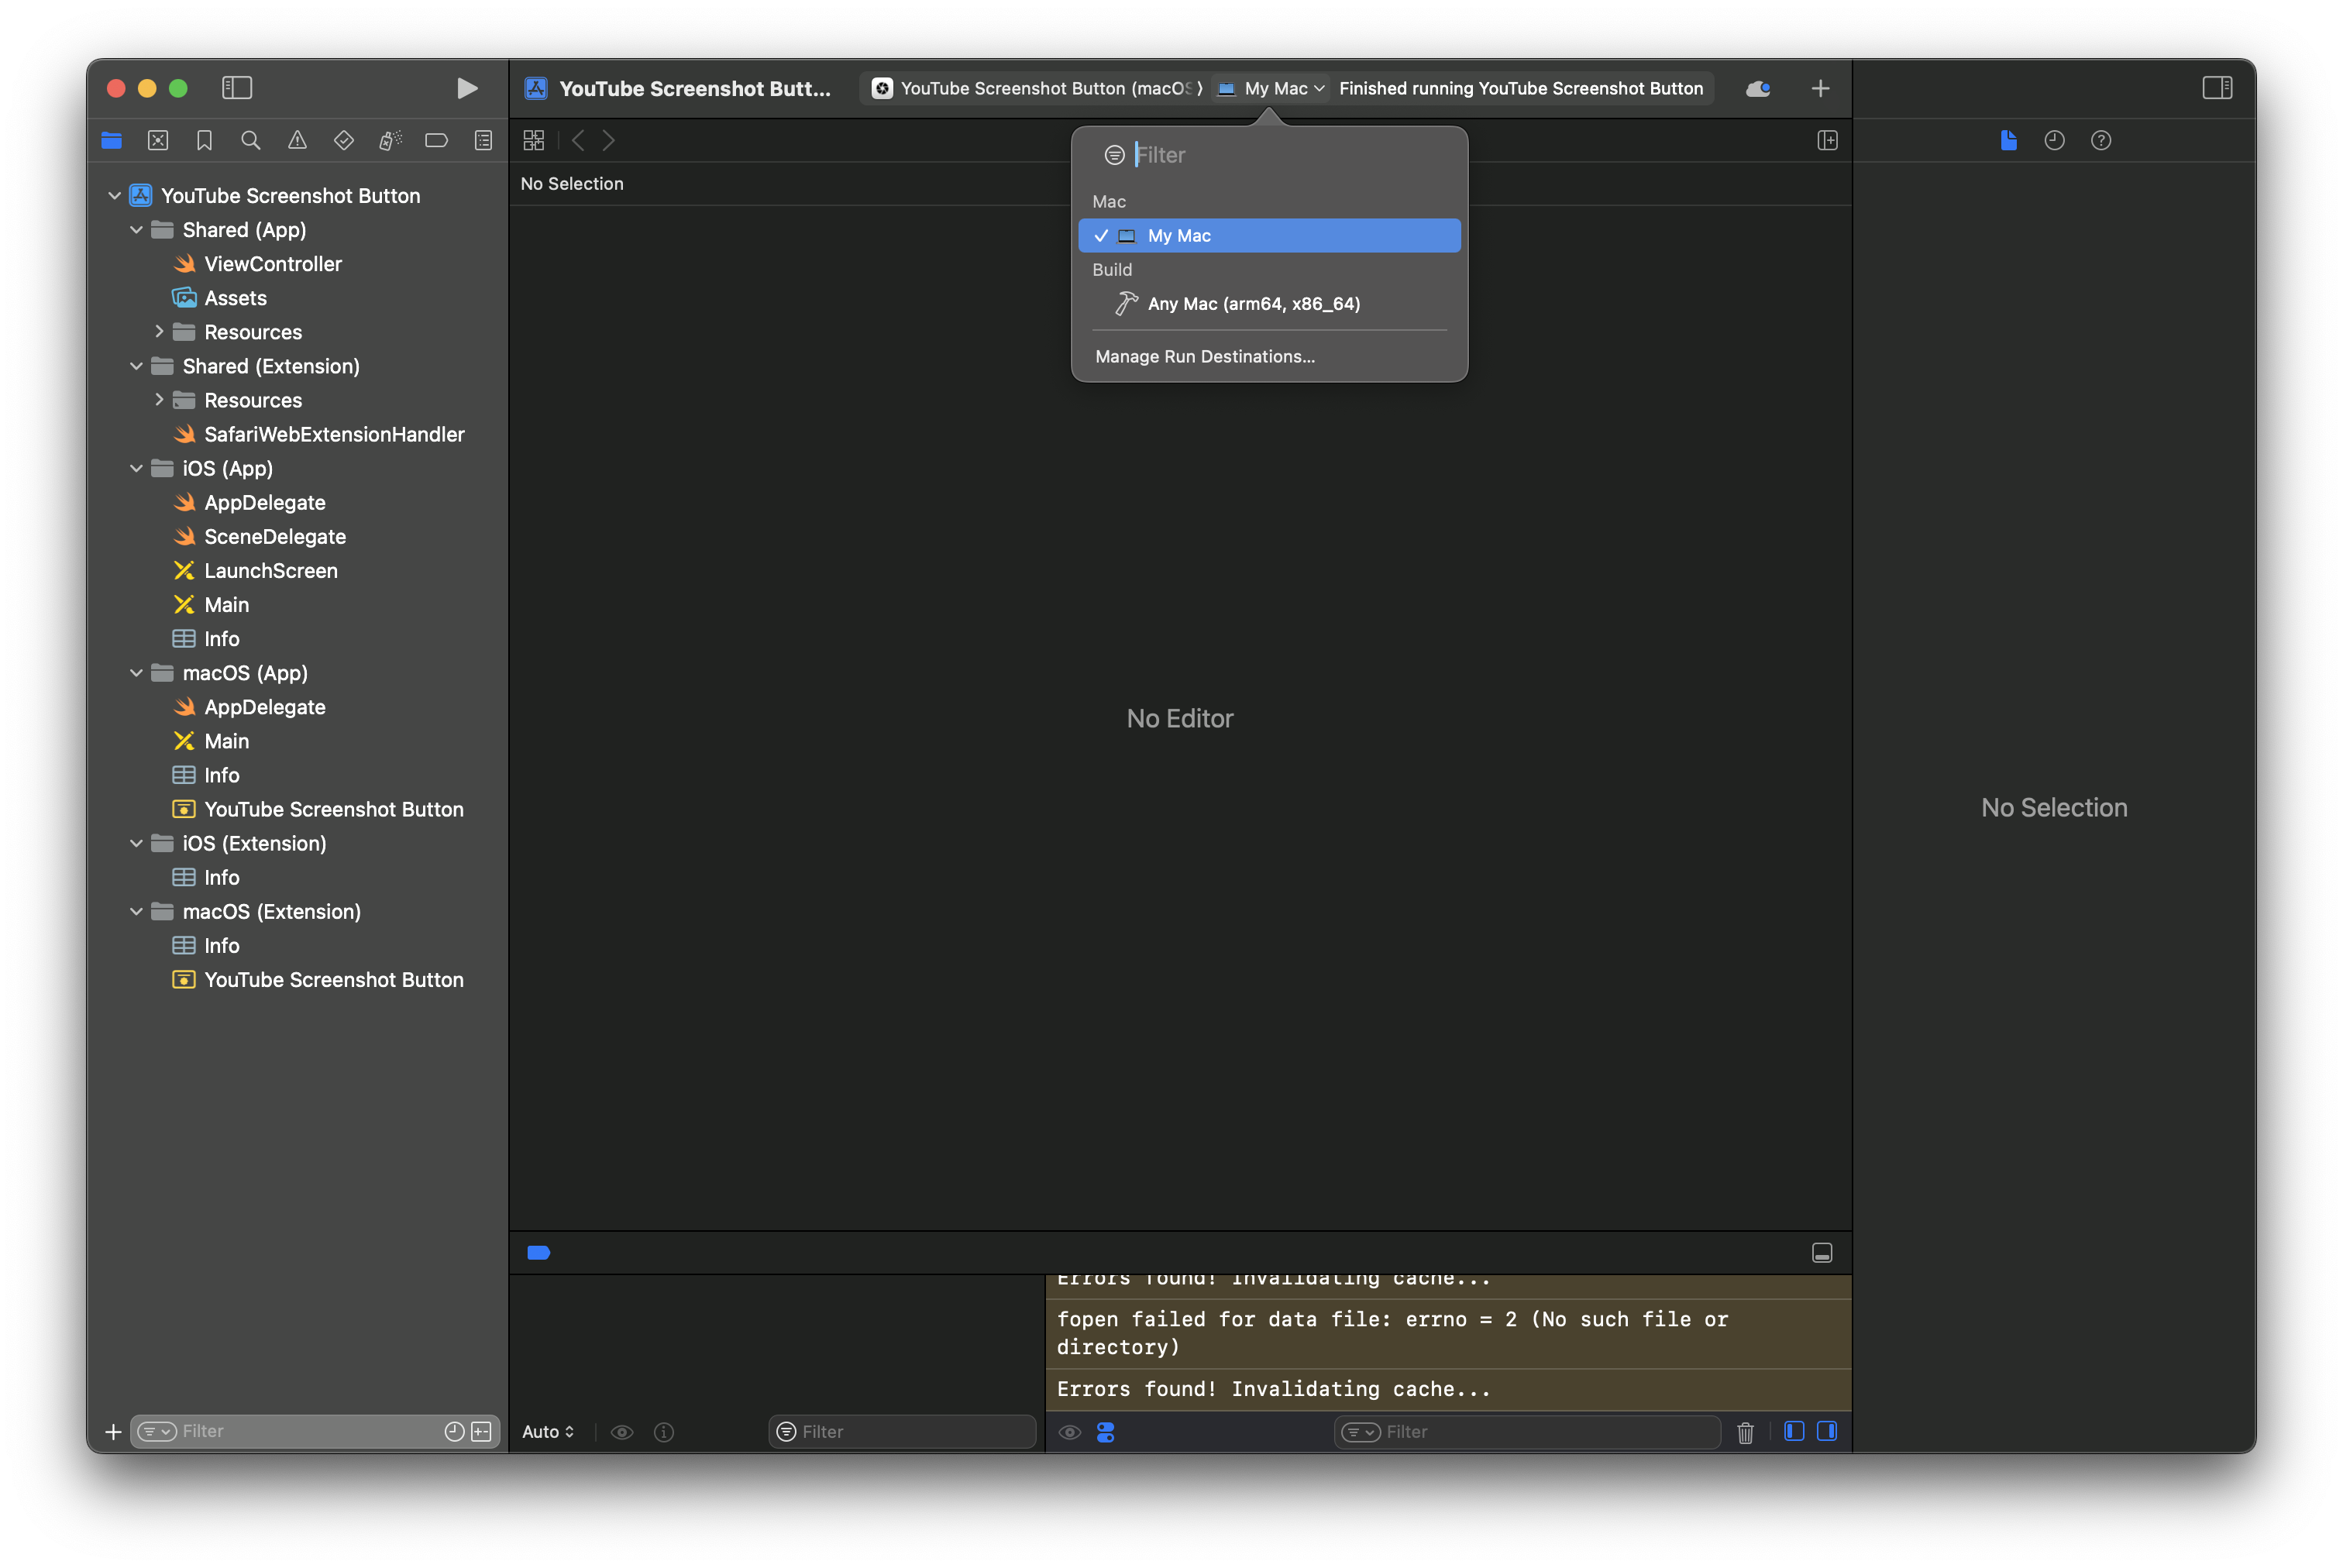 YouTube Screenshot Butt...
YouTube Screenshot Button (macOS
My Mac
Finished running YouTube Screenshot Button
YouTube Screenshot Button
Shared (App)
ViewController
Assets
Resources
Shared (Extension)
Resources
SafariWebExtensionHandler
iOS (App)
AppDelegate
SceneDelegate
LaunchScreen
Main
Info
macOS (App)
AppDelegate
Main
Info
YouTube Screenshot Button
iOS (Extension)
Info
macOS (Extension)
Info
YouTube Screenshot Button
Filter
No Selection
Filter
Mac
My Mac
Build
Any Mac (arm64, x86_64)
Manage Run Destinations...
No Editor
Auto
Filter
Errors found! Invalidating cache...
fopen failed for data file: errno = 2 (No such file or
directory)
Errors found! Invalidating cache...
Filter
No Selection